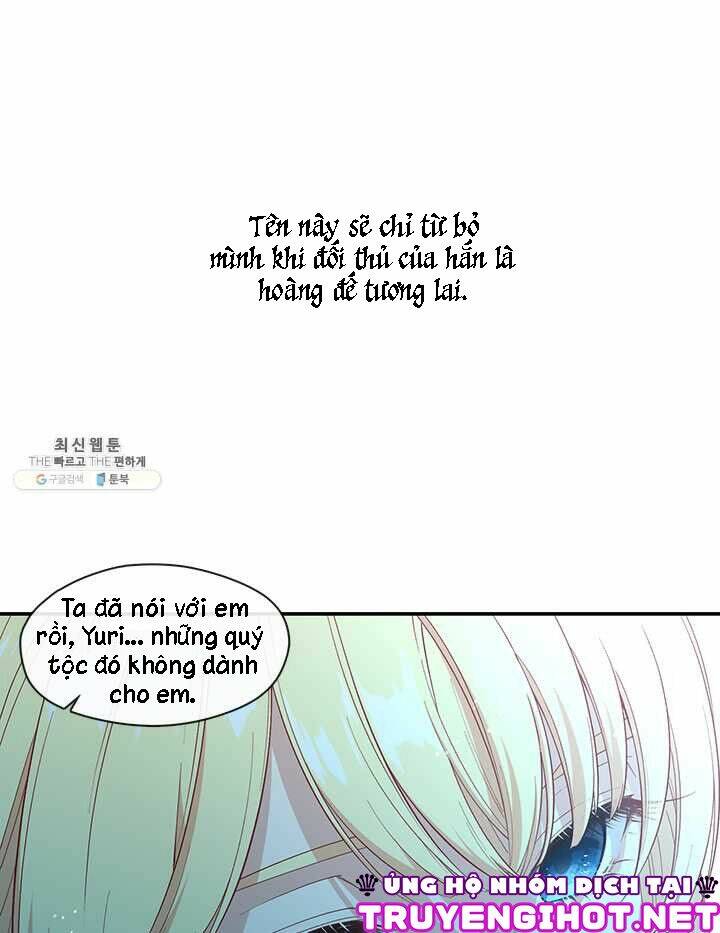 Tên này sẽ chỉ từ bỏ
mình khi đối thủ của hắn là
hoàng đế tương lai.
최신웹툰
THE 빠르고 THE 편하게
구글검색 툰북
Ta đã nói với em
rồi, Yuri... những quý
tộc đó không dành
cho em.
ỦNG HỘ NHÓM DỊCH TẠI
TRUYENGIHOT.NET